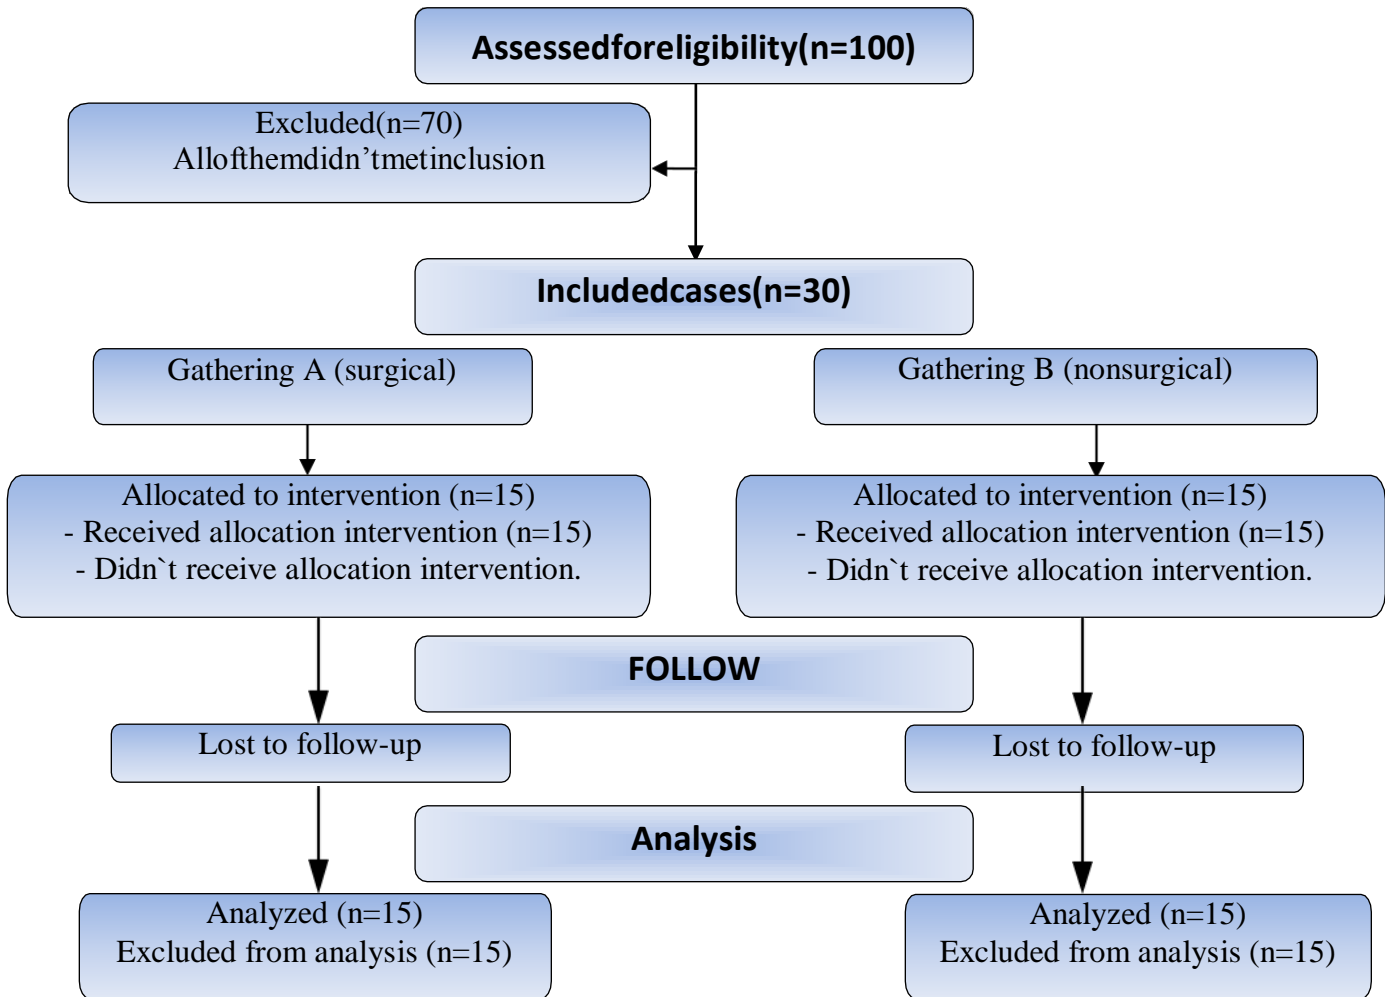 Assessedforeligibility(n=100)
Excluded(n=70)
Allofthemdidn’tmetinclusion
Includedcases(n=30)
Gathering A (surgical)
Gathering B (nonsurgical)
Allocated to intervention (n=15)
- Received allocation intervention (n=15)
- Didn`t receive allocation intervention.
Allocated to intervention (n=15)
- Received allocation intervention (n=15)
- Didn`t receive allocation intervention.
FOLLOW
Lost to follow-up
Lost to follow-up
Analysis
Analyzed (n=15)
Excluded from analysis (n=15)
Analyzed (n=15)
Excluded from analysis (n=15)